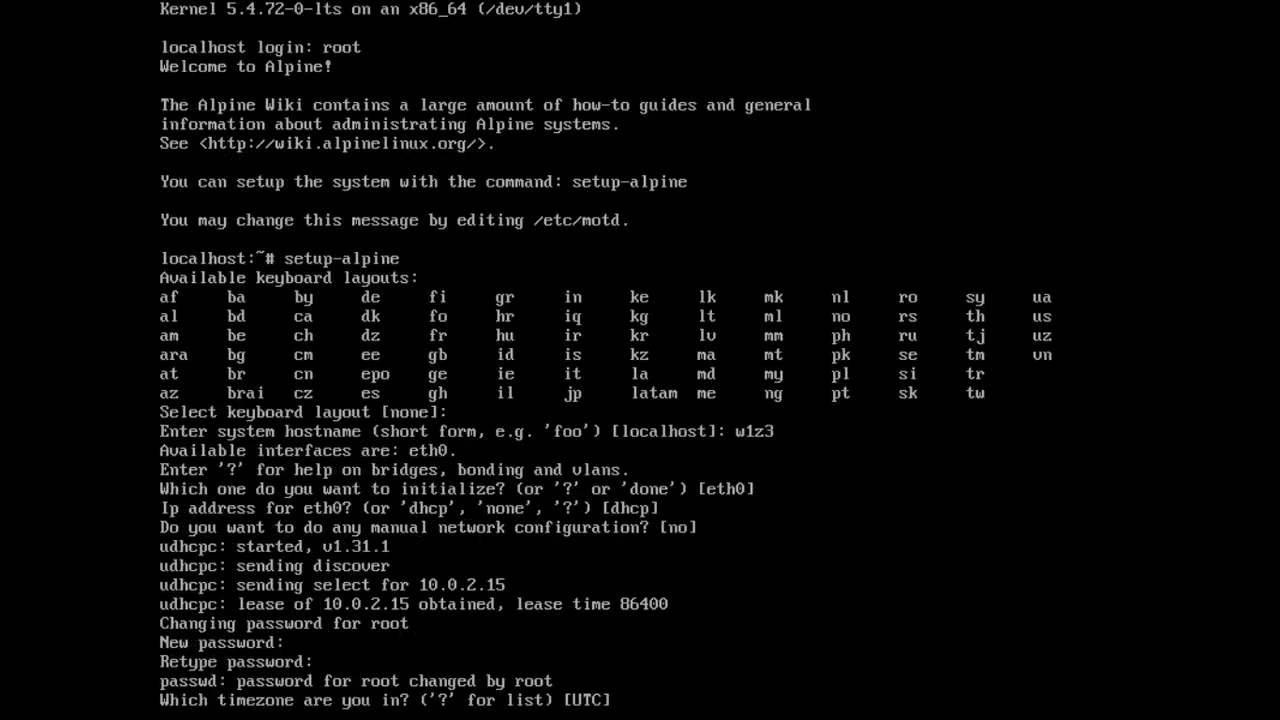 Kernel 5.4.72-0-lts on an x86_64 (/dev/tty1)
localhost login: root
Welcome to Alpine!
The Alpine Wiki contains a large amount of how-to guides and general
information about administrating Alpine systems.
See <http://wiki.alpinelinux.org/>.
You can setup the system with the command: setup-alpine
You may change this message by editing /etc/motd.
localhost:~# setup-alpine
Available keyboard layouts:
af ba by de fi gr in ke lk mk nl ro sy ua
al bd ca dk fo hr iq kg lt ml no rs th us
am be ch dz fr hu ir kr lv mm ph ru tj uz
ara bg cm ee gb id is kz ma mt pk se tm vn
at br cn epo ge ie it la md my pl si tr
az brai cz es gh il jp latam me ng pt sk tw
Select keyboard layout [none]:
Enter system hostname (short form, e.g. 'foo') [localhost]: w1z3
Available interfaces are: eth0.
Enter '?' for help on bridges, bonding and vlans.
Which one do you want to initialize? (or '?' or 'done') [eth0]
Ip address for eth0? (or 'dhcp', 'none', '?') [dhcp]
Do you want to do any manual network configuration? [no]
udhcpc: started, v1.31.1
udhcpc: sending discover
udhcpc: sending select for 10.0.2.15
udhcpc: lease of 10.0.2.15 obtained, lease time 86400
Changing password for root
New password:
Retype password:
passwd: password for root changed by root
Which timezone are you in? ('?' for list) [UTC]